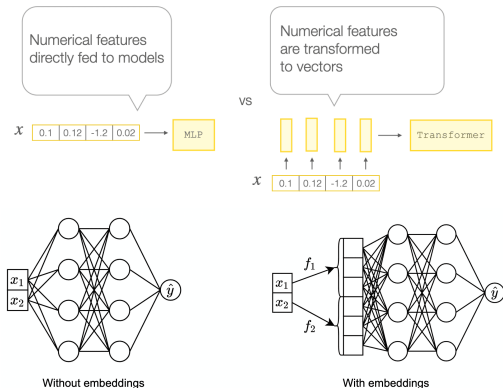 Numerical features
directly fed to models
Numerical features
are transformed
to vectors
vs
x 0.1 0.12 -1.2 0.02
MLP
Transformer
x 0.1 0.12 -1.2 0.02
x₁
x₂
ŷ
Without embeddings
x₁
x₂
f₁
f₂
ŷ
With embeddings